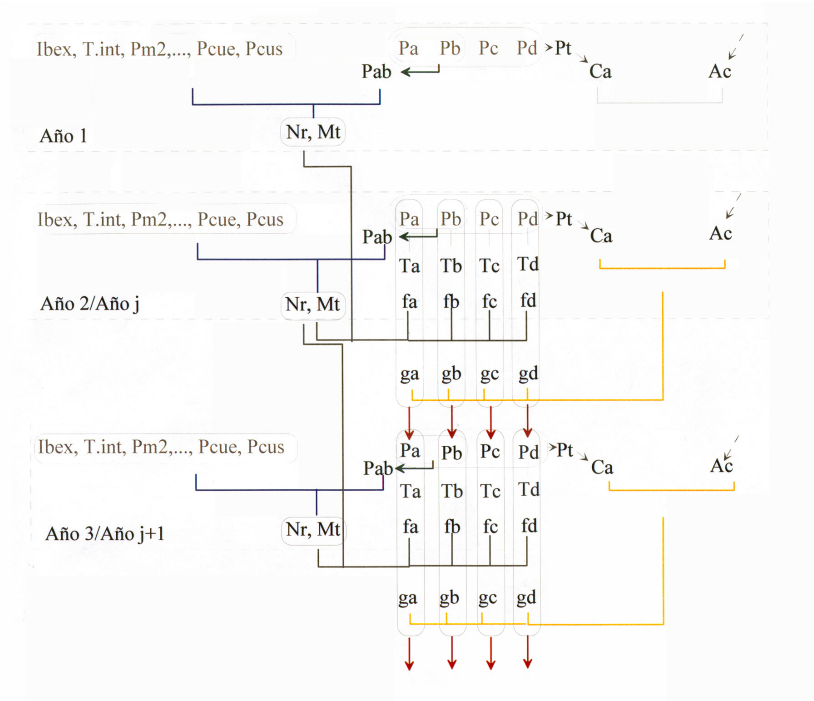 Ibex, T.int, Pm2,..., Pcue, Pcus Pa Pb Pc Pd Pt
Pab Ca Ac
Año 1 Nr, Mt
Ibex, T.int, Pm2,..., Pcue, Pcus Pa Pb Pc Pd Pt
Pab Ca Ac
Ta Tb Tc Td
Año 2/Año j Nr, Mt fa fb fc fd
ga gb gc gd
Ibex, T.int, Pm2,..., Pcue, Pcus Pa Pb Pc Pd Pt
Pab Ca Ac
Ta Tb Tc Td
Año 3/Año j+1 Nr, Mt fa fb fc fd
ga gb gc gd